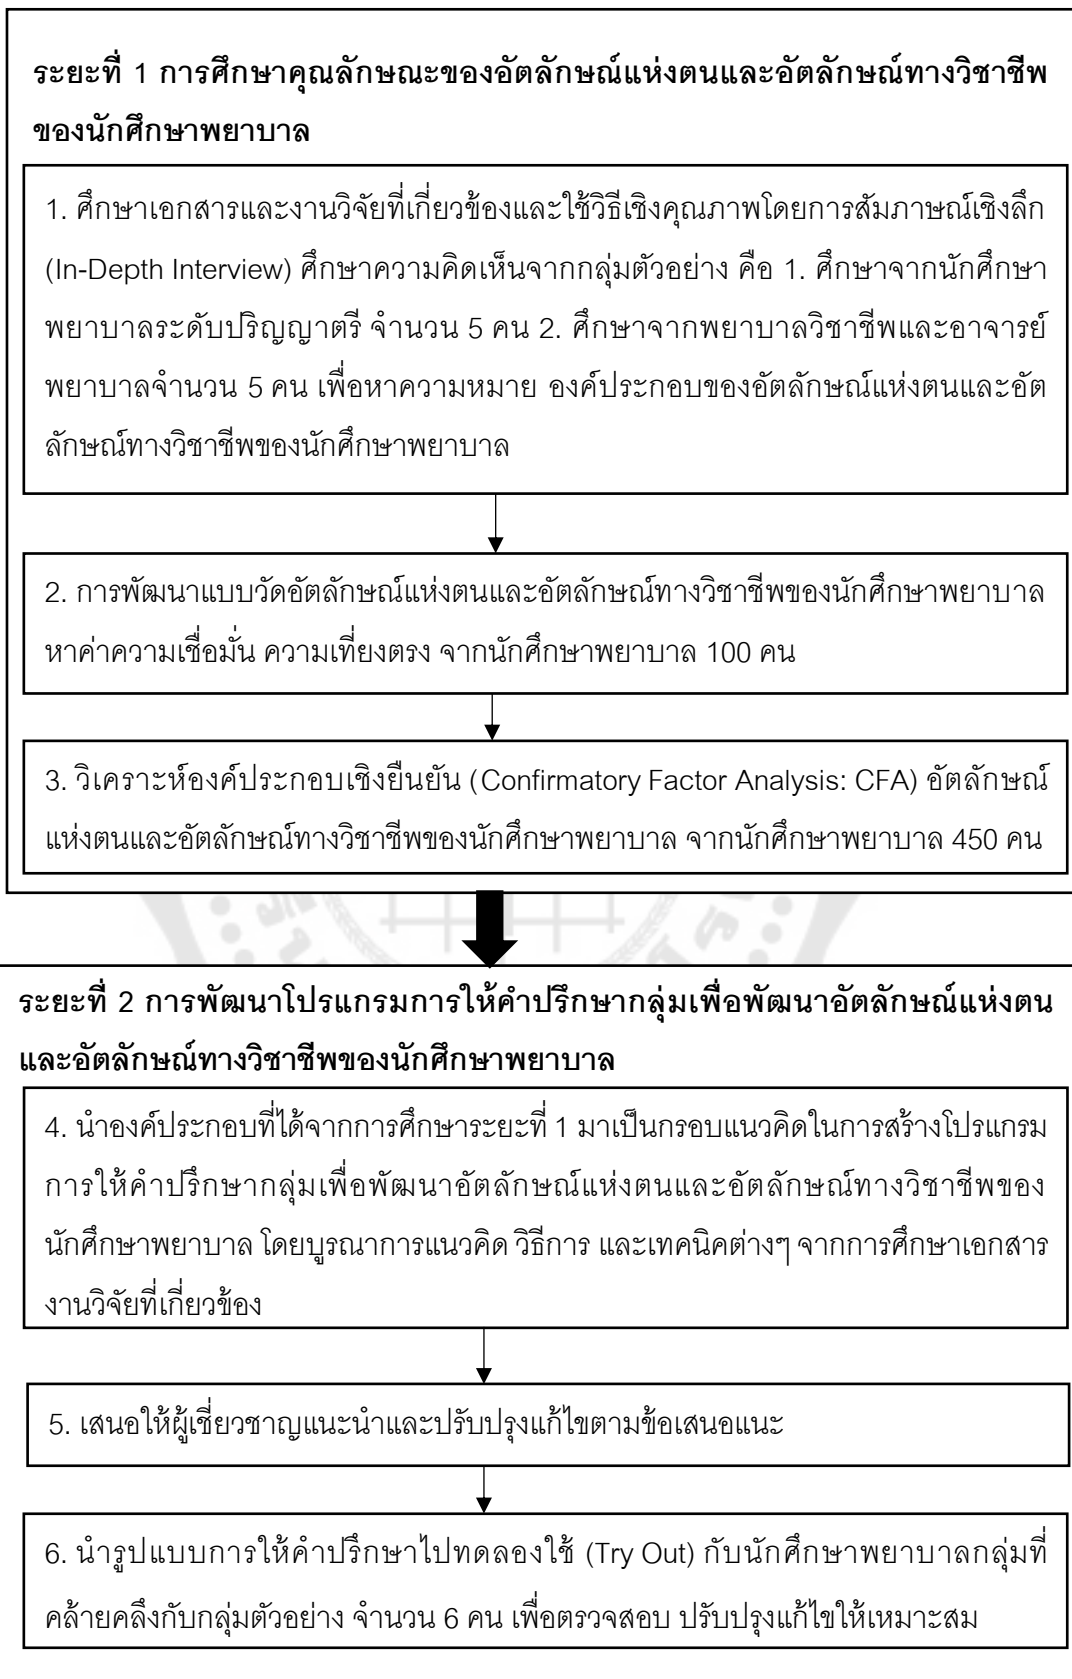 ระยะที่ 1 การศึกษาคุณลักษณะของอัตลักษณ์แห่งตนและอัตลักษณ์ทางวิชาชีพ
ของนักศึกษาพยาบาล
1. ศึกษาเอกสารและงานวิจัยที่เกี่ยวข้องและใช้วิธีเชิงคุณภาพโดยการสัมภาษณ์เชิงลึก
(In-Depth Interview) ศึกษาความคิดเห็นจากกลุ่มตัวอย่าง คือ 1. ศึกษาจากนักศึกษา
พยาบาลระดับปริญญาตรี จำนวน 5 คน 2. ศึกษาจากพยาบาลวิชาชีพและอาจารย์
พยาบาลจำนวน 5 คน เพื่อหาความหมาย องค์ประกอบของอัตลักษณ์แห่งตนและอัต
ลักษณ์ทางวิชาชีพของนักศึกษาพยาบาล
2. การพัฒนาแบบวัดอัตลักษณ์แห่งตนและอัตลักษณ์ทางวิชาชีพของนักศึกษาพยาบาล
หาค่าความเชื่อมั่น ความเที่ยงตรง จากนักศึกษาพยาบาล 100 คน
3. วิเคราะห์องค์ประกอบเชิงยืนยัน (Confirmatory Factor Analysis: CFA) อัตลักษณ์
แห่งตนและอัตลักษณ์ทางวิชาชีพของนักศึกษาพยาบาล จากนักศึกษาพยาบาล 450 คน
ระยะที่ 2 การพัฒนาโปรแกรมการให้คำปรึกษากลุ่มเพื่อพัฒนาอัตลักษณ์แห่งตน
และอัตลักษณ์ทางวิชาชีพของนักศึกษาพยาบาล
4. นำองค์ประกอบที่ได้จากการศึกษาระยะที่ 1 มาเป็นกรอบแนวคิดในการสร้างโปรแกรม
การให้คำปรึกษากลุ่มเพื่อพัฒนาอัตลักษณ์แห่งตนและอัตลักษณ์ทางวิชาชีพของ
นักศึกษาพยาบาล โดยบูรณาการแนวคิด วิธีการ และเทคนิคต่างๆ จากการศึกษาเอกสาร
งานวิจัยที่เกี่ยวข้อง
5. เสนอให้ผู้เชี่ยวชาญแนะนำและปรับปรุงแก้ไขตามข้อเสนอแนะ
6. นำรูปแบบการให้คำปรึกษาไปทดลองใช้ (Try Out) กับนักศึกษาพยาบาลกลุ่มที่
คล้ายคลึงกับกลุ่มตัวอย่าง จำนวน 6 คน เพื่อตรวจสอบ ปรับปรุงแก้ไขให้เหมาะสม